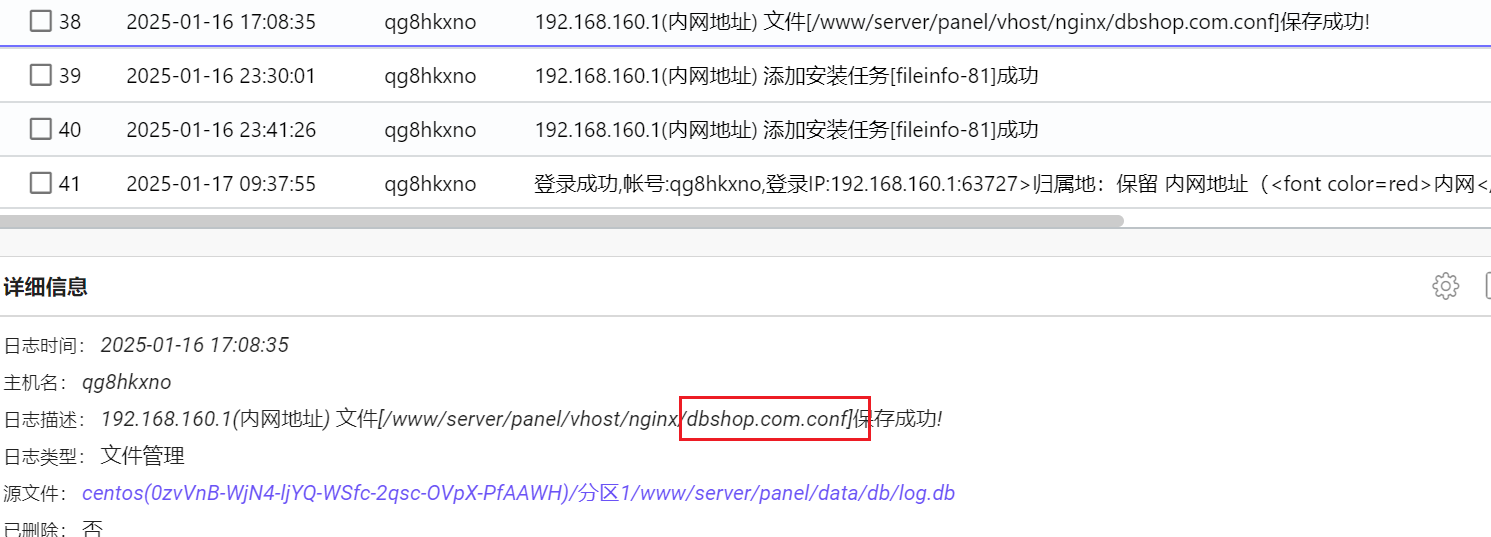 38 2025-01-16 17:08:35 qg8hkxno 192.168.160.1(内网地址) 文件[/www/server/panel/vhost/nginx/dbshop.com.conf]保存成功!
39 2025-01-16 23:30:01 qg8hkxno 192.168.160.1(内网地址) 添加安装任务[fileinfo-81]成功
40 2025-01-16 23:41:26 qg8hkxno 192.168.160.1(内网地址) 添加安装任务[fileinfo-81]成功
41 2025-01-17 09:37:55 qg8hkxno 登录成功,帐号:qg8hkxno,登录IP:192.168.160.1:63727>归属地：保留 内网地址（<font color=red>内网<
详细信息
日志时间： 2025-01-16 17:08:35
主机名： qg8hkxno
日志描述： 192.168.160.1(内网地址) 文件[/www/server/panel/vhost/nginx/dbshop.com.conf]保存成功!
日志类型： 文件管理
源文件： centos(0zvVnB-WjN4-ljYQ-WSfc-2qsc-OVpX-PfAAWH)/分区1/www/server/panel/data/db/log.db
已删除： 否